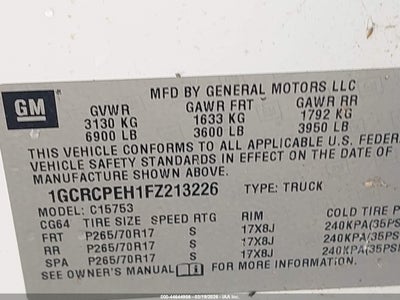 MFD BY GENERAL MOTORS LLC
GM
GVWR GAWR FRT GAWR RR
3130 KG 1633 KG 1792 KG
6900 LB 3600 LB 3950 LB
THIS VEHICLE CONFORMS TO ALL APPLICABLE U.S. FEDER
VEHICLE SAFETY STANDARDS IN EFFECT ON THE DATE OF
MANUFACTURE SHOWN ABOVE.
1GCRCPEH1FZ213226 TYPE: TRUCK
MODEL: C15753
CG64 TIRE SIZE SPEED RTG RIM COLD TIRE P
FRT P265/70R17 S 17X8J 240KPA(35PS
RR P265/70R17 S 17X8J 240KPA(35PSI
SPA P265/70R17 S 17X8J 240KPA(35PSI
SEE OWNER'S MANUAL FOR MORE INFORMATION